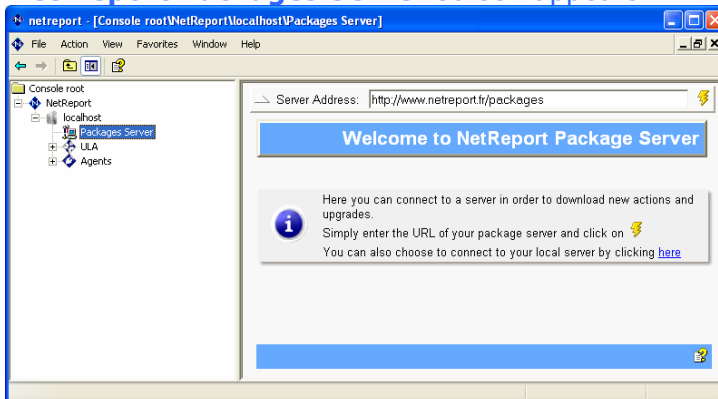 netreport - [Console root\NetReport\localhost\Packages Server]
File Action View Favorites Window Help
Console root
NetReport
localhost
Packages Server
ULA
Agents
Server Address: http://www.netreport.fr/packages
Welcome to NetReport Package Server
Here you can connect to a server in order to download new actions and
upgrades.
Simply enter the URL of your package server and click on
You can also choose to connect to your local server by clicking here